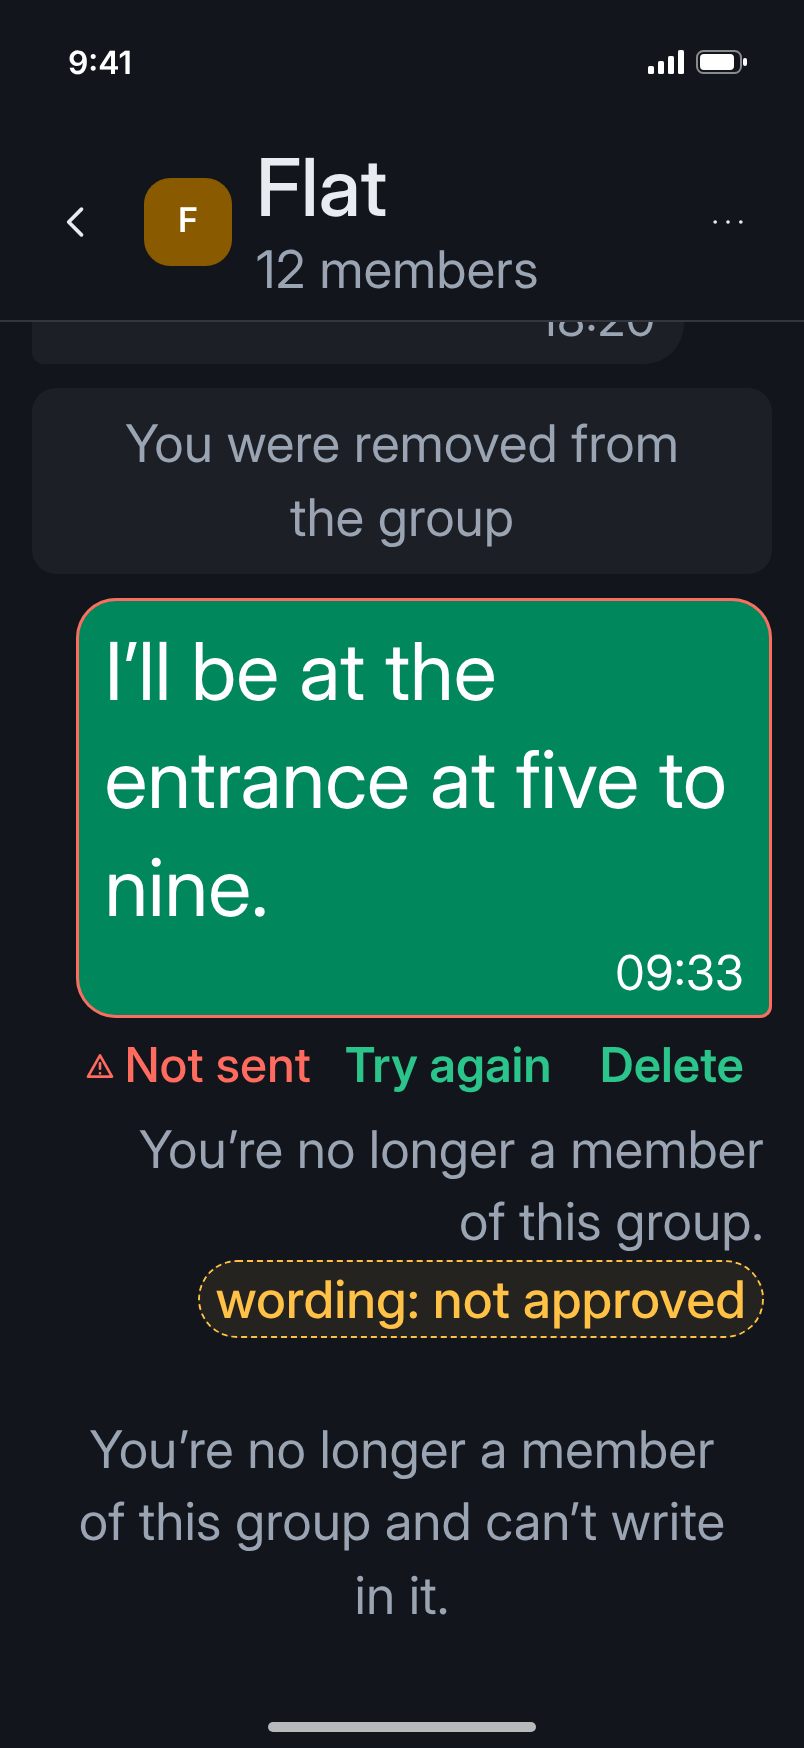 9:41
F
Flat
12 members
...
18:20
You were removed from
the group
I’ll be at the
entrance at five to
nine.
09:33
Not sent Try again Delete
You’re no longer a member
of this group.
wording: not approved
You’re no longer a member
of this group and can’t write
in it.